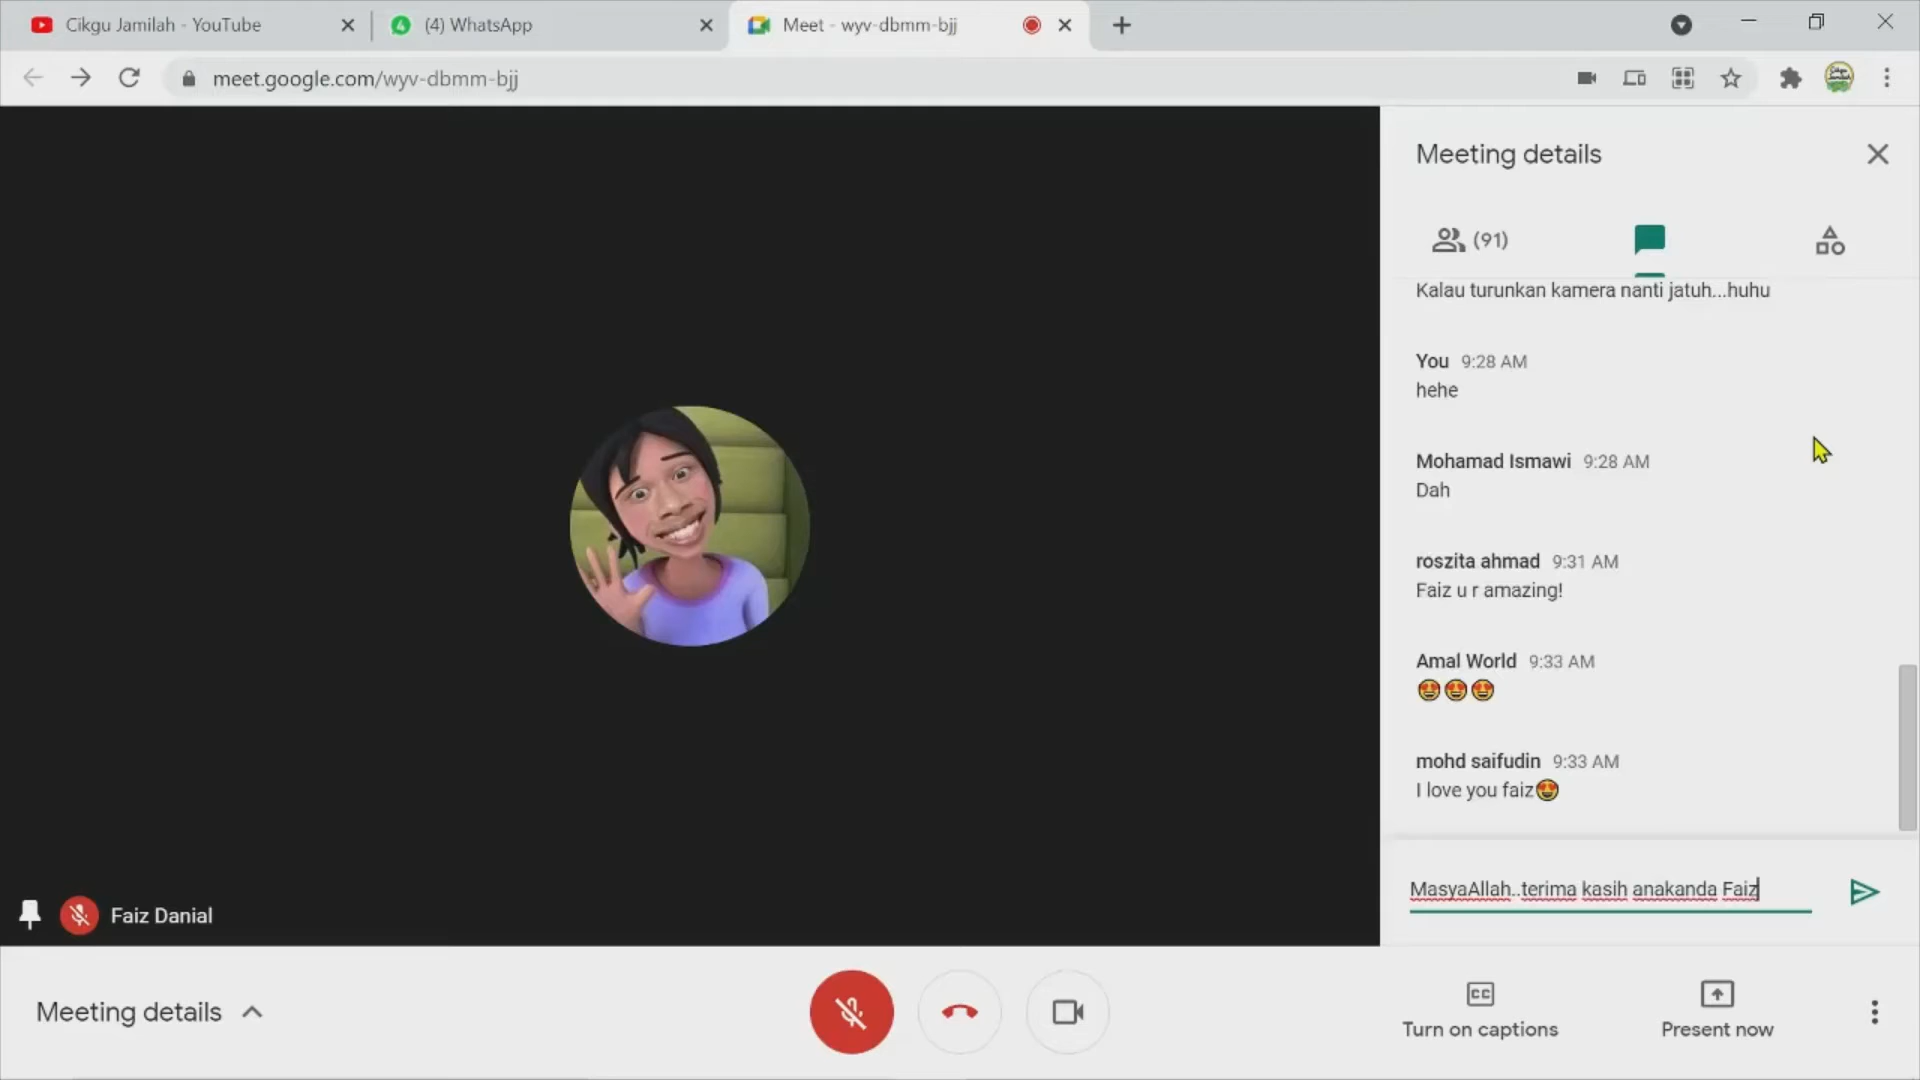 Cikgu Jamilah - YouTube
4
(4) WhatsApp
Meet - wyv-dbmm-bjj
meet.google.com/wyv-dbmm-bjj
Meeting details
(91)
Kalau turunkan kamera nanti jatuh...huhu
You 9:28 AM
hehe
Mohamad Ismawi 9:28 AM
Dah
roszita ahmad 9:31 AM
Faiz u r amazing!
Amal World 9:33 AM
😍😍😍
mohd saifudin 9:33 AM
I love you faiz😍
MasyaAllah..terima kasih anakanda Faiz
Faiz Danial
Meeting details
CC
Turn on captions
Present now